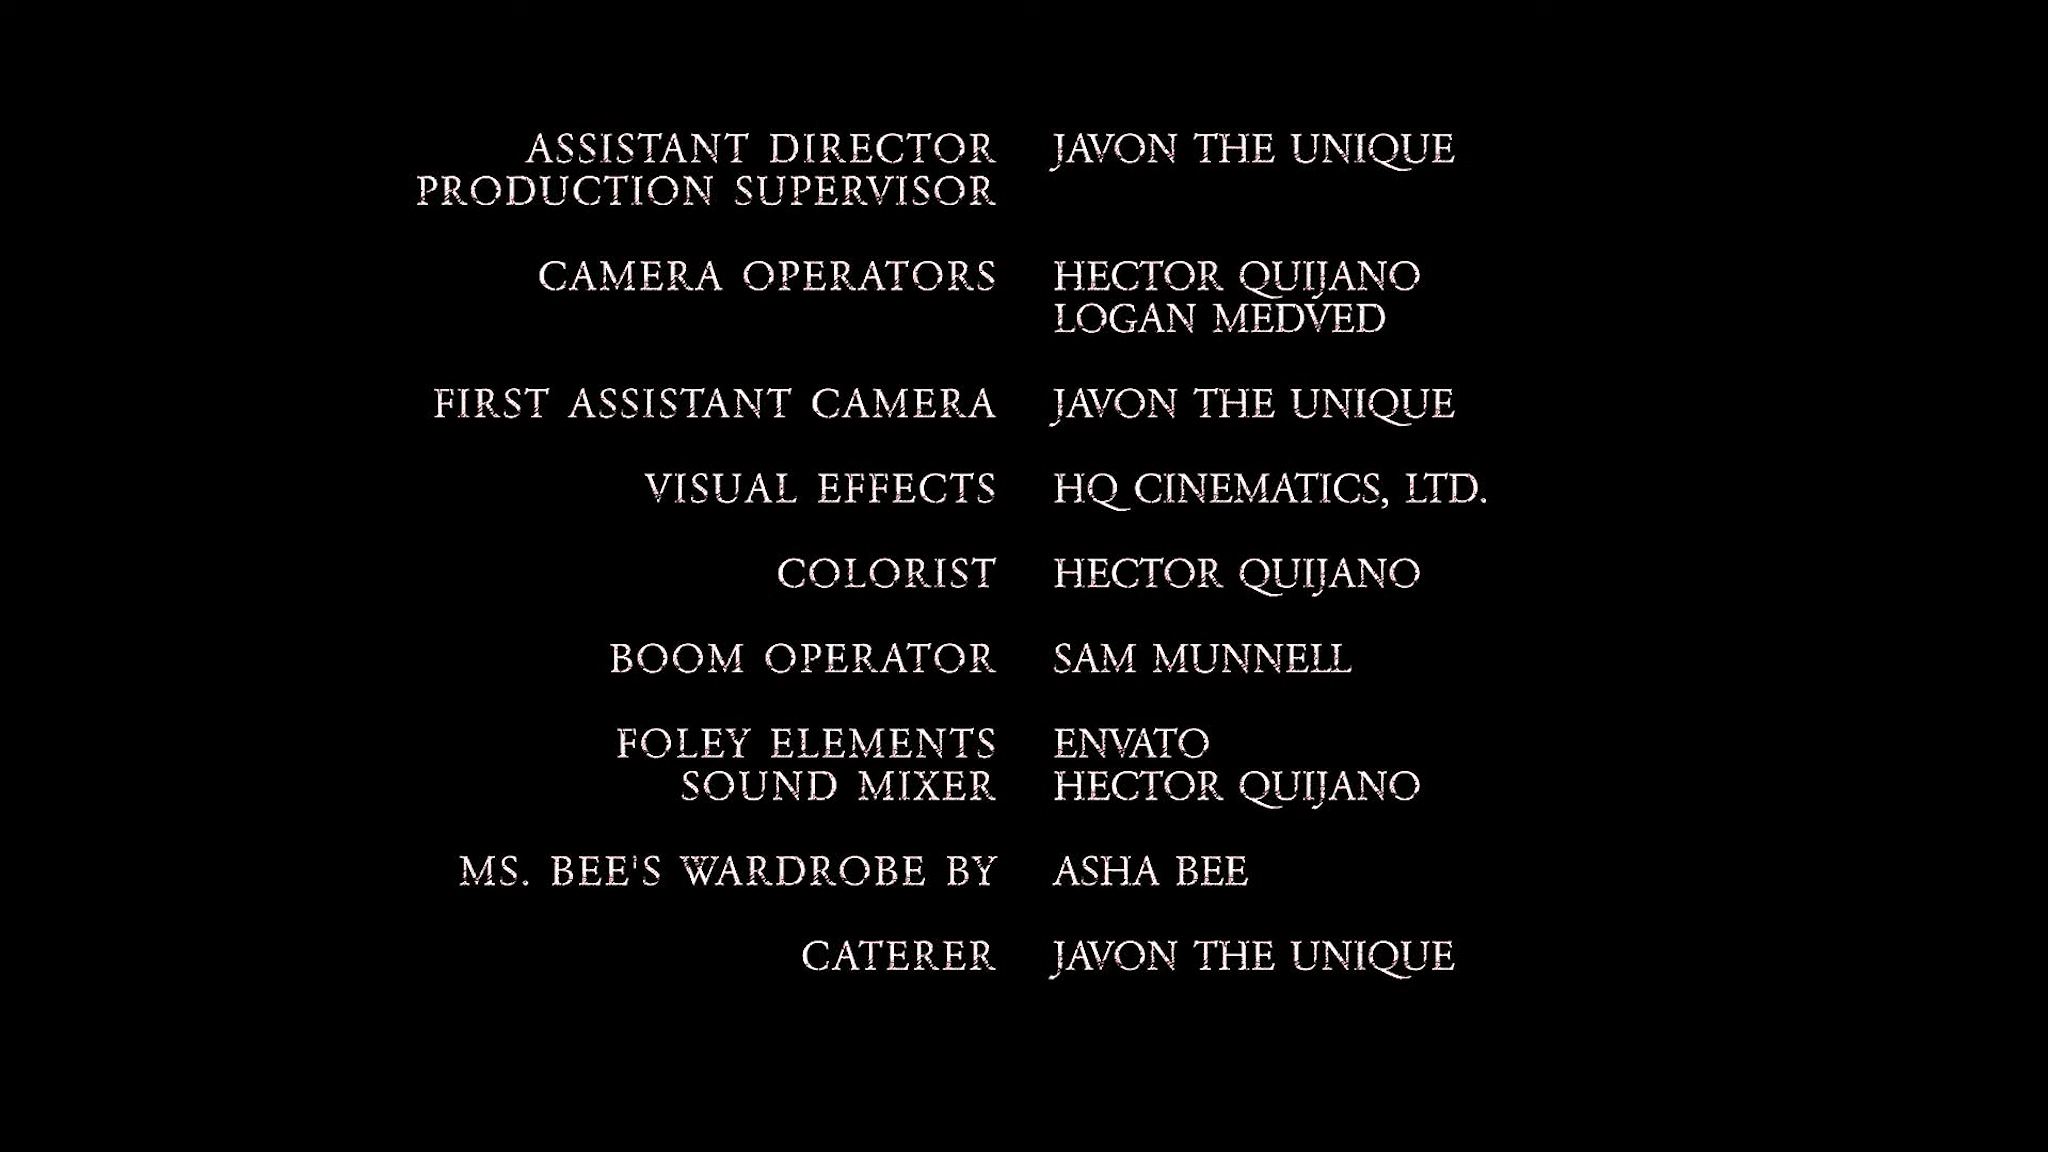 ASSISTANT DIRECTOR JAVON THE UNIQUE
PRODUCTION SUPERVISOR
CAMERA OPERATORS HECTOR QUIJANO
LOGAN MEDVED
FIRST ASSISTANT CAMERA JAVON THE UNIQUE
VISUAL EFFECTS HQ CINEMATICS, LTD.
COLORIST HECTOR QUIJANO
BOOM OPERATOR SAM MUNNELL
FOLEY ELEMENTS ENVATO
SOUND MIXER HECTOR QUIJANO
MS. BEE'S WARDROBE BY ASHA BEE
CATERER JAVON THE UNIQUE